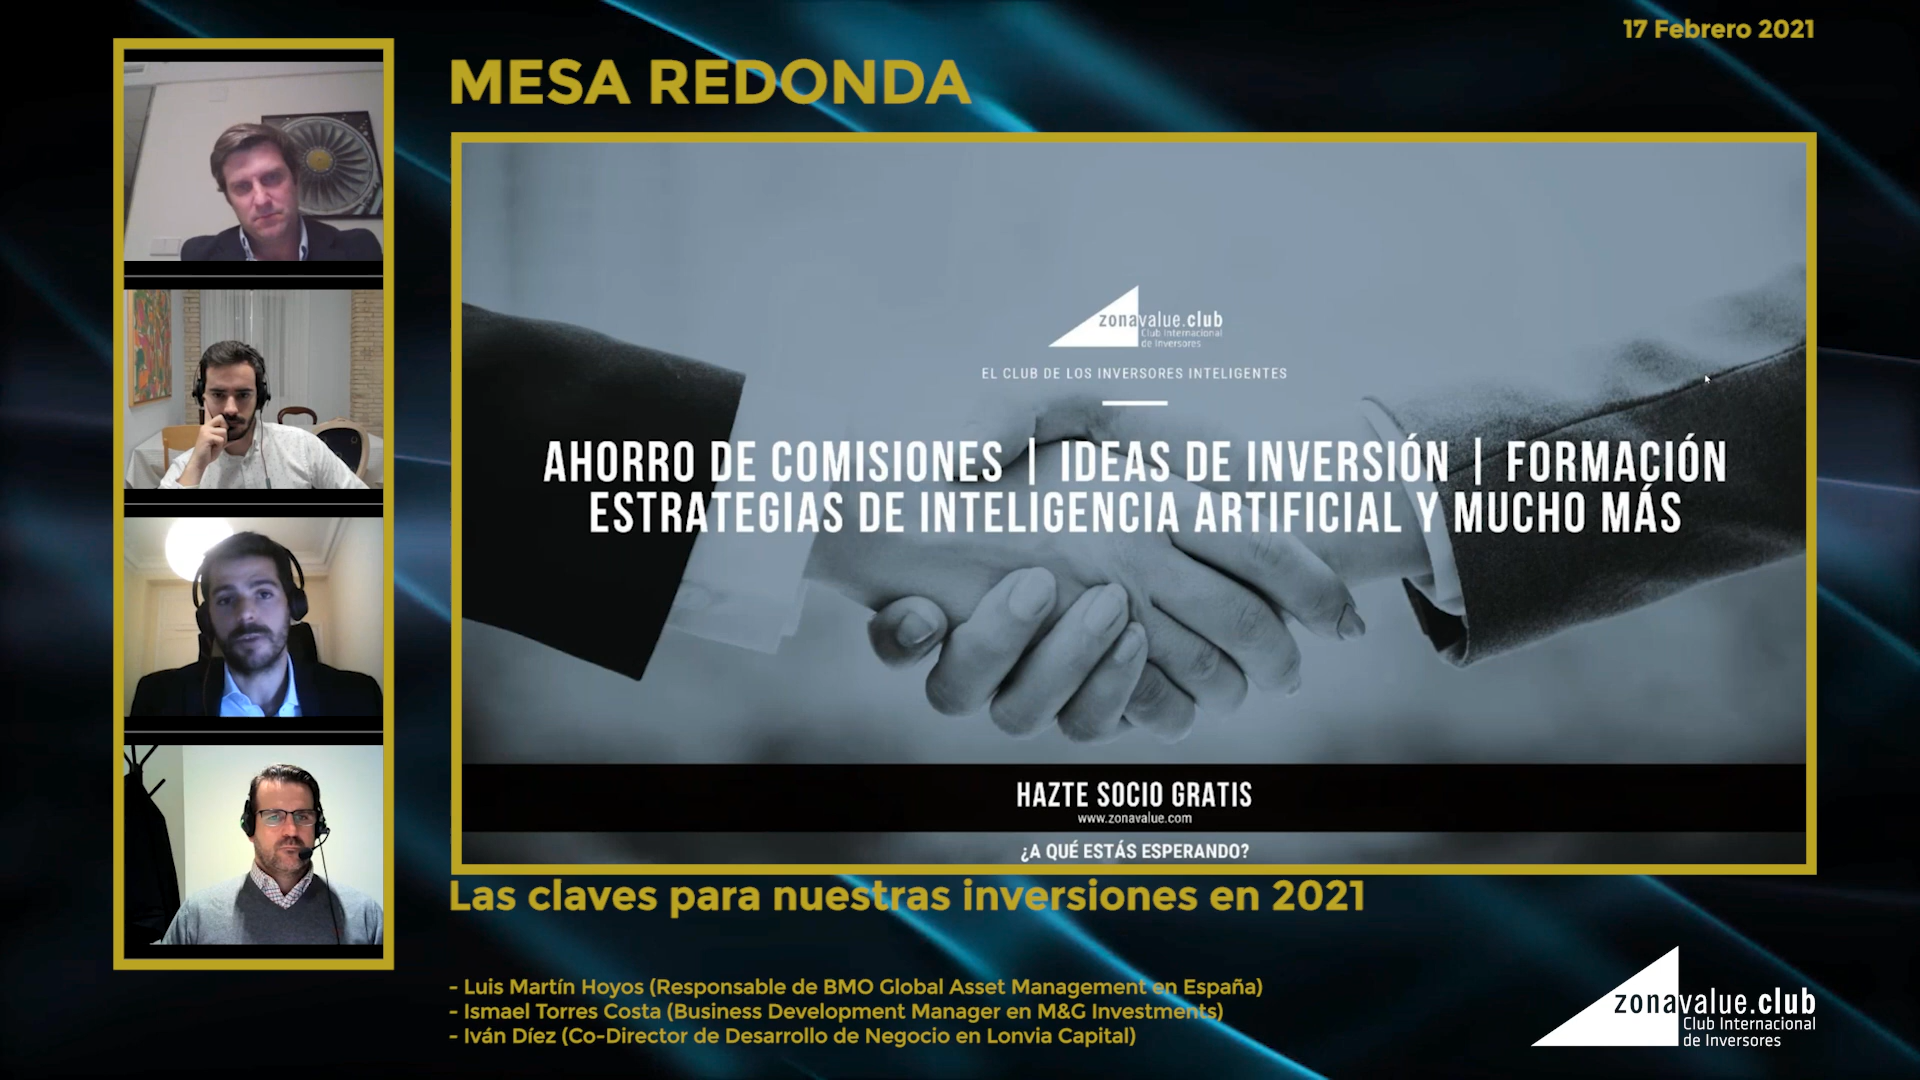 17 Febrero 2021
MESA REDONDA
zonavalue.club
Club Internacional
de Inversores
EL CLUB DE LOS INVERSORES INTELIGENTES
AHORRO DE COMISIONES | IDEAS DE INVERSIÓN | FORMACIÓN
ESTRATEGIAS DE INTELIGENCIA ARTIFICIAL Y MUCHO MÁS
HAZTE SOCIO GRATIS
www.zonavalue.com
¿A QUÉ ESTÁS ESPERANDO?
Las claves para nuestras inversiones en 2021
- Luis Martín Hoyos (Responsable de BMO Global Asset Management en España)
- Ismael Torres Costa (Business Development Manager en M&G Investments)
- Iván Díez (Co-Director de Desarrollo de Negocio en Lonvia Capital)
zonavalue.club
Club Internacional
de Inversores